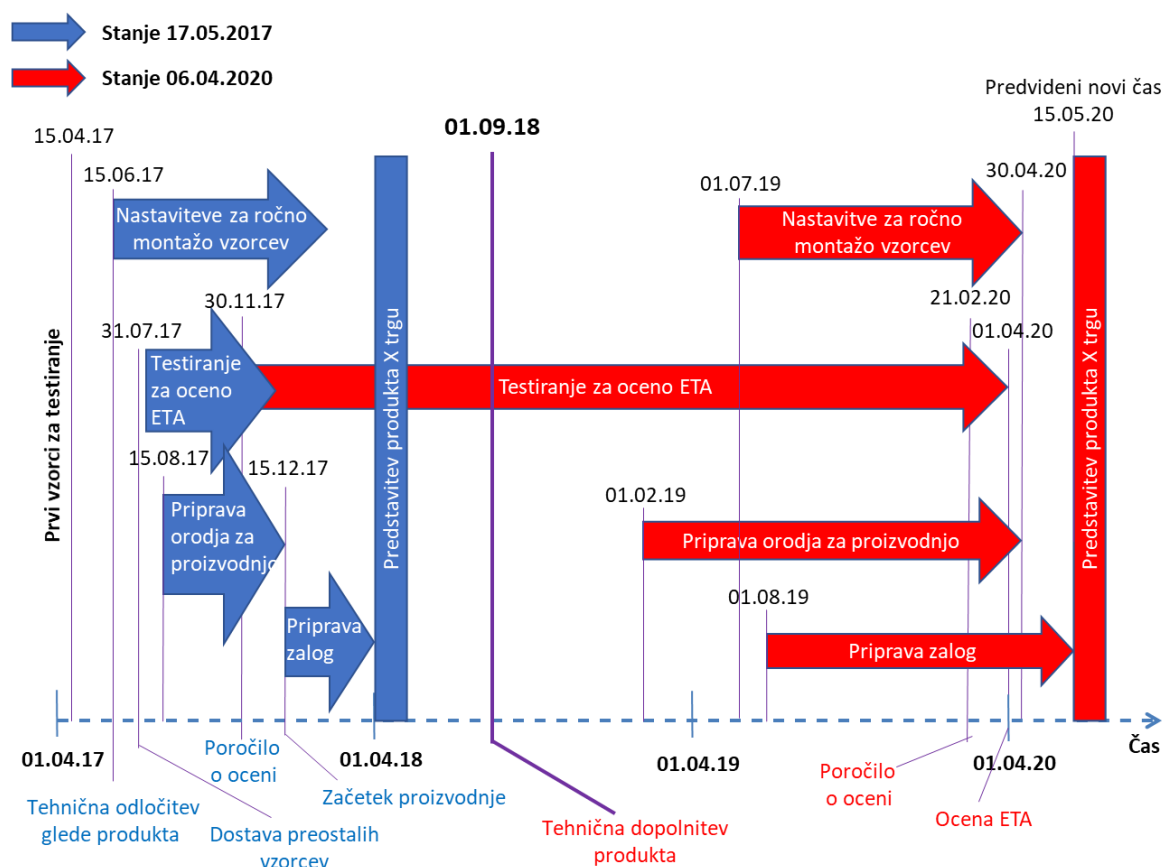 Stanje 17.05.2017
Stanje 06.04.2020
Predvideni novi čas
15.05.20
01.09.18
15.04.17
15.06.17
30.04.20
01.07.19
Nastaviteve za ročno
montažo vzorcev
Nastavitve za ročno
montažo vzorcev
30.11.17
21.02.20
31.07.17
01.04.20
Prvi vzorci za testiranje
Testiranje
za oceno
ETA
Testiranje za oceno ETA
Predstavitev produkta X trgu
Predstavitev produkta X trgu
15.08.17
15.12.17
01.02.19
Priprava
orodja za
proizvodnjo
Priprava orodja za proizvodnjo
01.08.19
Priprava
zalog
Priprava zalog
01.04.17
01.04.18
01.04.19
01.04.20
Čas
Poročilo
o oceni
Poročilo
o oceni
Tehnična odločitev
glede produkta
Začetek proizvodnje
Dostava preostalih
vzorcev
Tehnična dopolnitev
produkta
Ocena ETA